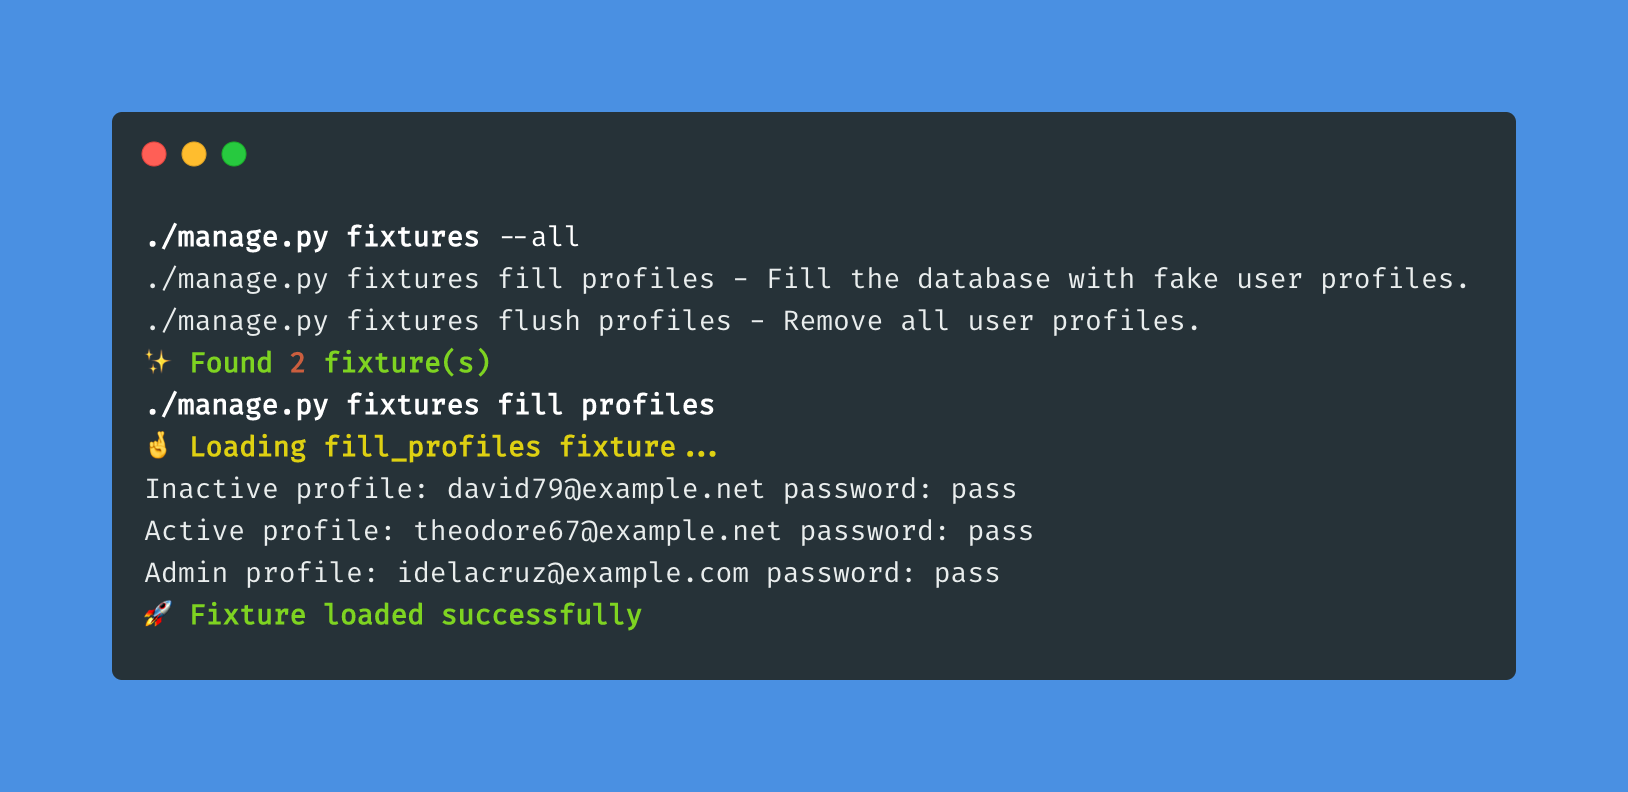 ./manage.py fixtures --all
./manage.py fixtures fill profiles - Fill the database with fake user profiles.
./manage.py fixtures flush profiles - Remove all user profiles.
✨ Found 2 fixture(s)
./manage.py fixtures fill profiles
🤞 Loading fill_profiles fixture...
Inactive profile: david79@example.net password: pass
Active profile: theodore67@example.net password: pass
Admin profile: idelacruz@example.com password: pass
🚀 Fixture loaded successfully